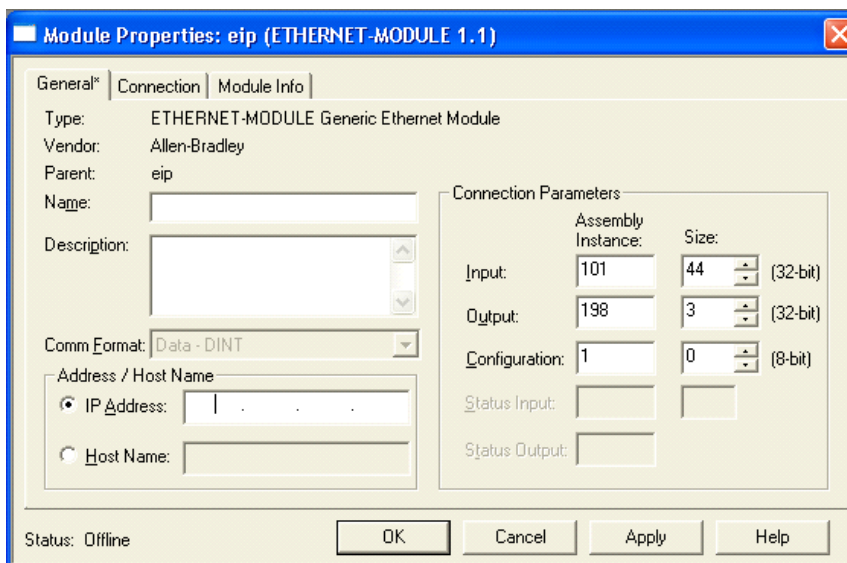 Module Properties: eip (ETHERNET-MODULE 1.1)
General* Connection Module Info
Type: ETHERNET-MODULE Generic Ethernet Module
Vendor: Allen-Bradley
Parent: eip
Name:
Description:
Comm Format: Data - DINT
Address / Host Name
IP Address: . . .
Host Name:
Connection Parameters
Assembly Instance: Size:
Input: 101 44 (32-bit)
Output: 198 3 (32-bit)
Configuration: 1 0 (8-bit)
Status Input:
Status Output:
Status: Offline
OK Cancel Apply Help